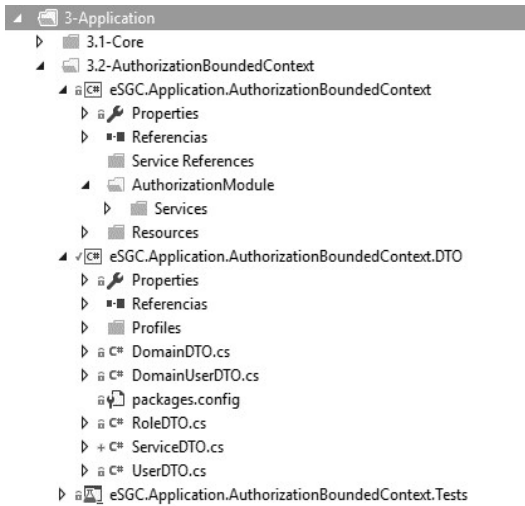 3-Application
3.1-Core
3.2-AuthorizationBoundedContext
C# eSGC.Application.AuthorizationBoundedContext
Properties
Referencias
Service References
AuthorizationModule
Services
Resources
C# eSGC.Application.AuthorizationBoundedContext.DTO
Properties
Referencias
Profiles
C# DomainDTO.cs
C# DomainUserDTO.cs
packages.config
C# RoleDTO.cs
+ C# ServiceDTO.cs
C# UserDTO.cs
eSGC.Application.AuthorizationBoundedContext.Tests